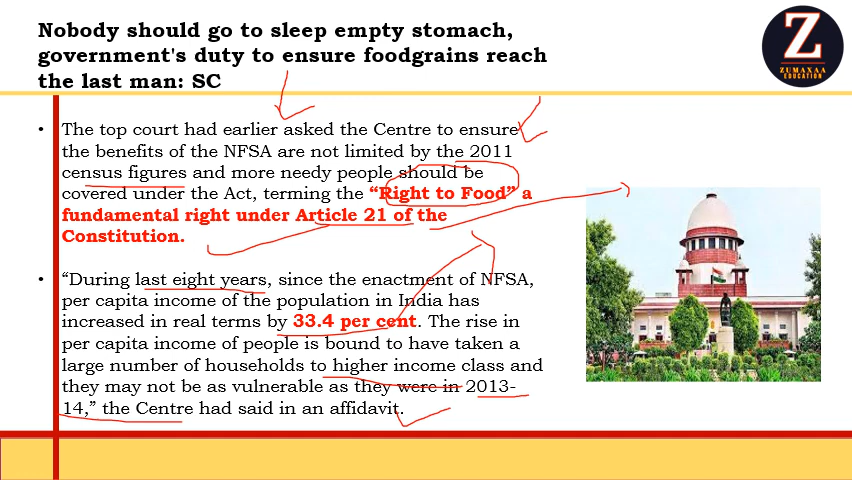 Nobody should go to sleep empty stomach,
government's duty to ensure foodgrains reach
the last man: SC
Z
ZUMAXAA
EDUCATION
• The top court had earlier asked the Centre to ensure
the benefits of the NFSA are not limited by the 2011
census figures and more needy people should be
covered under the Act, terming the “Right to Food” a
fundamental right under Article 21 of the
Constitution.
• “During last eight years, since the enactment of NFSA,
per capita income of the population in India has
increased in real terms by 33.4 per cent. The rise in
per capita income of people is bound to have taken a
large number of households to higher income class and
they may not be as vulnerable as they were in 2013-
14,” the Centre had said in an affidavit.